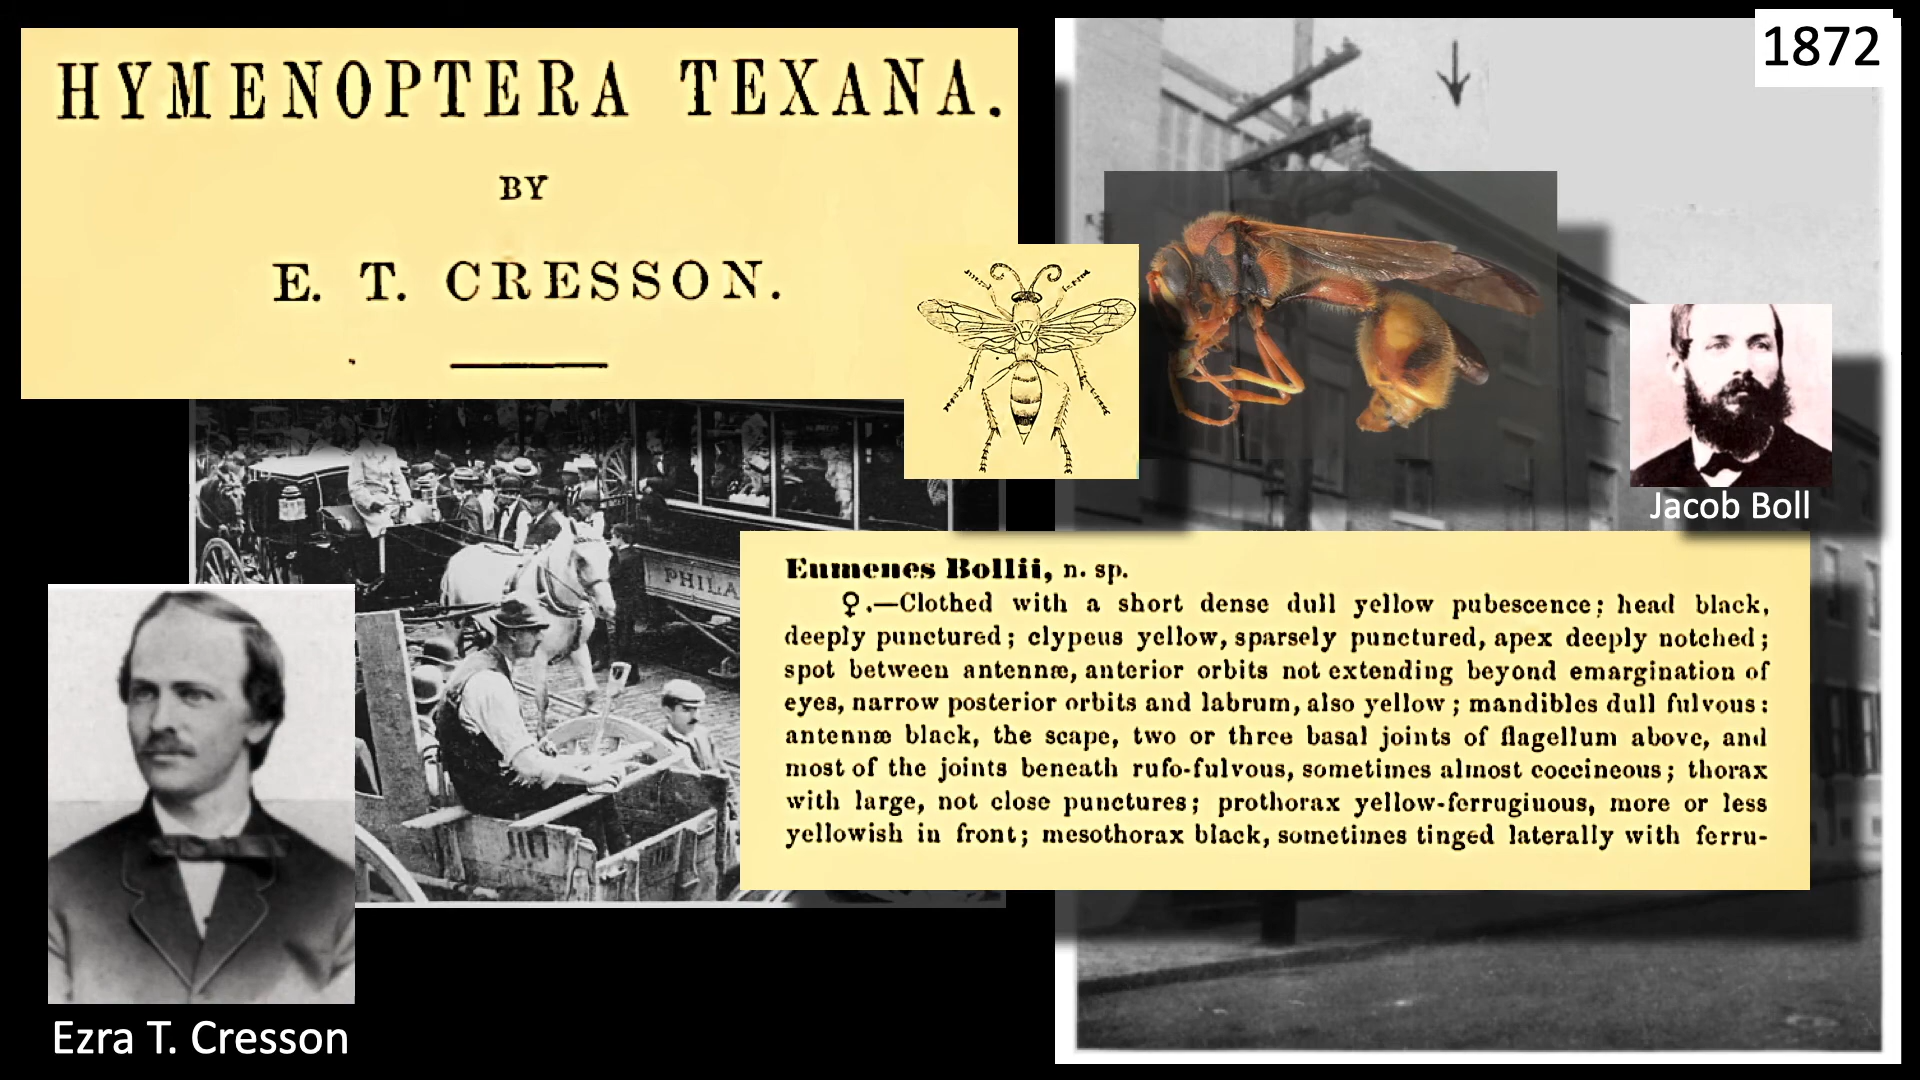 1872
HYMENOPTERA TEXANA.
BY
E. T. CRESSON.
Jacob Boll
PHILA
Eumenes Bollii, n. sp.
♀.—Clothed with a short dense dull yellow pubescence; head black,
deeply punctured; clypeus yellow, sparsely punctured, apex deeply notched;
spot between antennæ, anterior orbits not extending beyond emargination of
eyes, narrow posterior orbits and labrum, also yellow; mandibles dull fulvous:
antennæ black, the scape, two or three basal joints of flagellum above, and
most of the joints beneath rufo-fulvous, sometimes almost coccineous; thorax
with large, not close punctures; prothorax yellow-ferruginous, more or less
yellowish in front; mesothorax black, sometimes tinged laterally with ferru-
Ezra T. Cresson